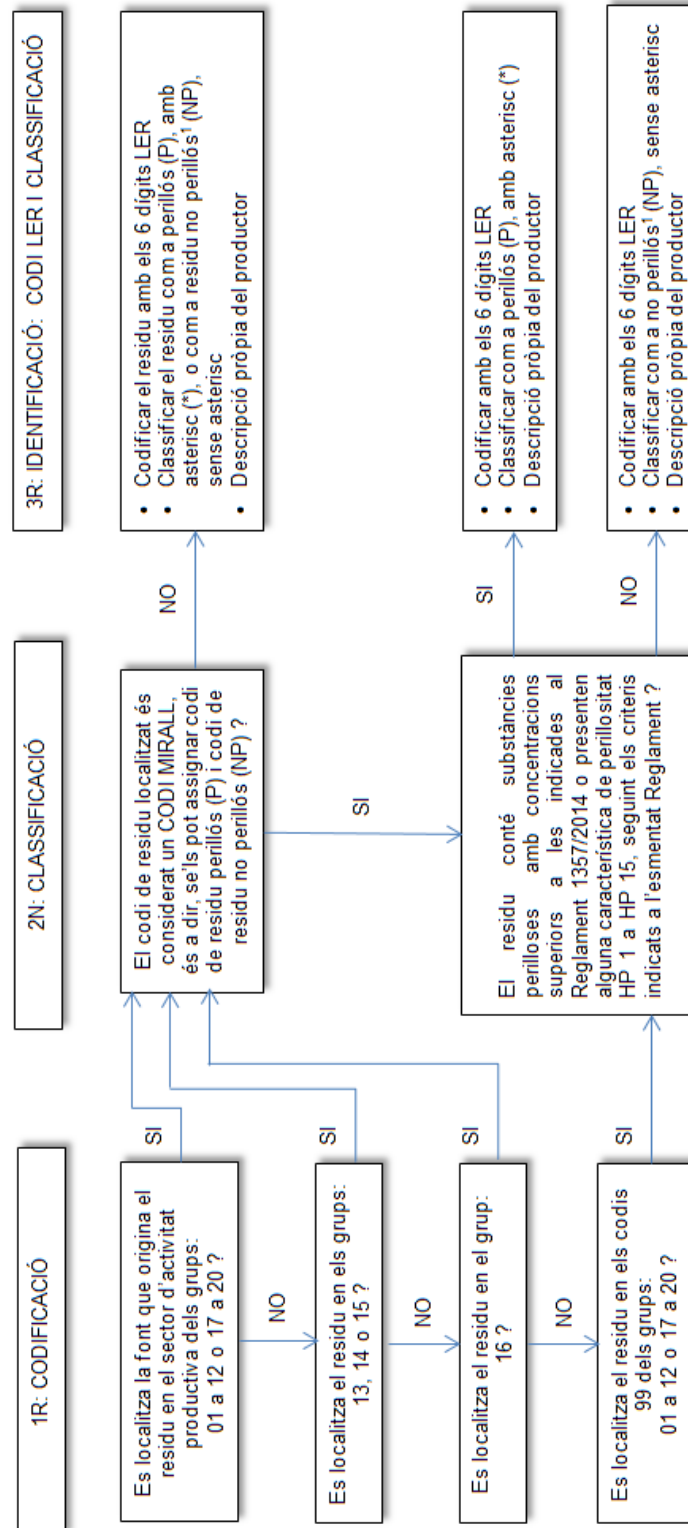 1R: CODIFICACIÓ
2N: CLASSIFICACIÓ
3R: IDENTIFICACIÓ: CODI LER I CLASSIFICACIÓ
Es localitza la font que origina el
residu en el sector d'activitat
productiva dels grups:
01 a 12 o 17 a 20 ?
SI
NO
Es localitza el residu en els grups:
13, 14 o 15 ?
SI
NO
Es localitza el residu en el grup:
16 ?
SI
NO
Es localitza el residu en els codis
99 dels grups:
01 a 12 o 17 a 20 ?
SI
El codi de residu localitzat és
considerat un CODI MIRALL,
és a dir, se'ls pot assignar codi
de residu perillós (P) i codi de
residu no perillós (NP) ?
NO
SI
El residu conté substàncies
perilloses amb concentracions
superiors a les indicades al
Reglament 1357/2014 o presenten
alguna característica de perillositat
HP 1 a HP 15, seguint els criteris
indicats a l'esmentat Reglament ?
SI
NO
• Codificar el residu amb els 6 dígits LER
• Classificar el residu com a perillós (P), amb
asterisc (*), o com a residu no perillós¹ (NP),
sense asterisc
• Descripció pròpia del productor
• Codificar amb els 6 dígits LER
• Classificar com a perillós (P), amb asterisc (*)
• Descripció pròpia del productor
• Codificar amb els 6 dígits LER
• Classificar com a no perillós¹ (NP), sense asterisc
• Descripció pròpia del productor